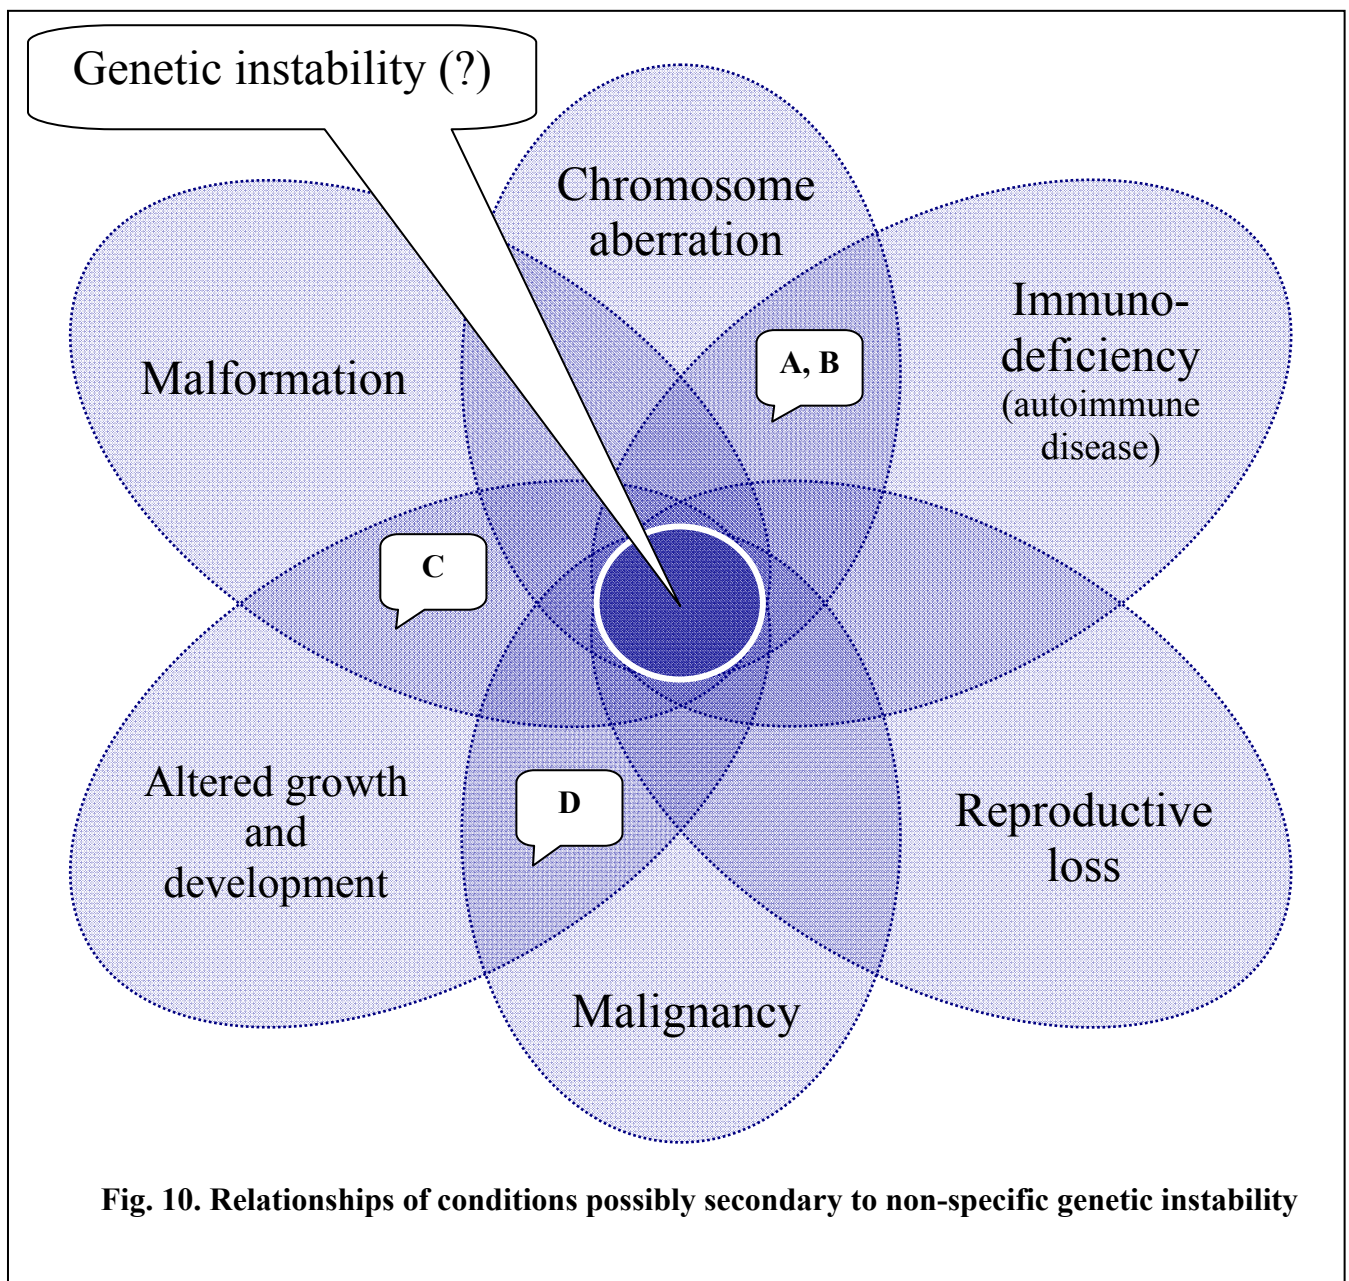 Genetic instability (?)
Chromosome
aberration
Immuno-
deficiency
(autoimmune
disease)
A, B
Malformation
C
Altered growth
and
development
D
Reproductive
loss
Malignancy
Fig. 10. Relationships of conditions possibly secondary to non-specific genetic instability